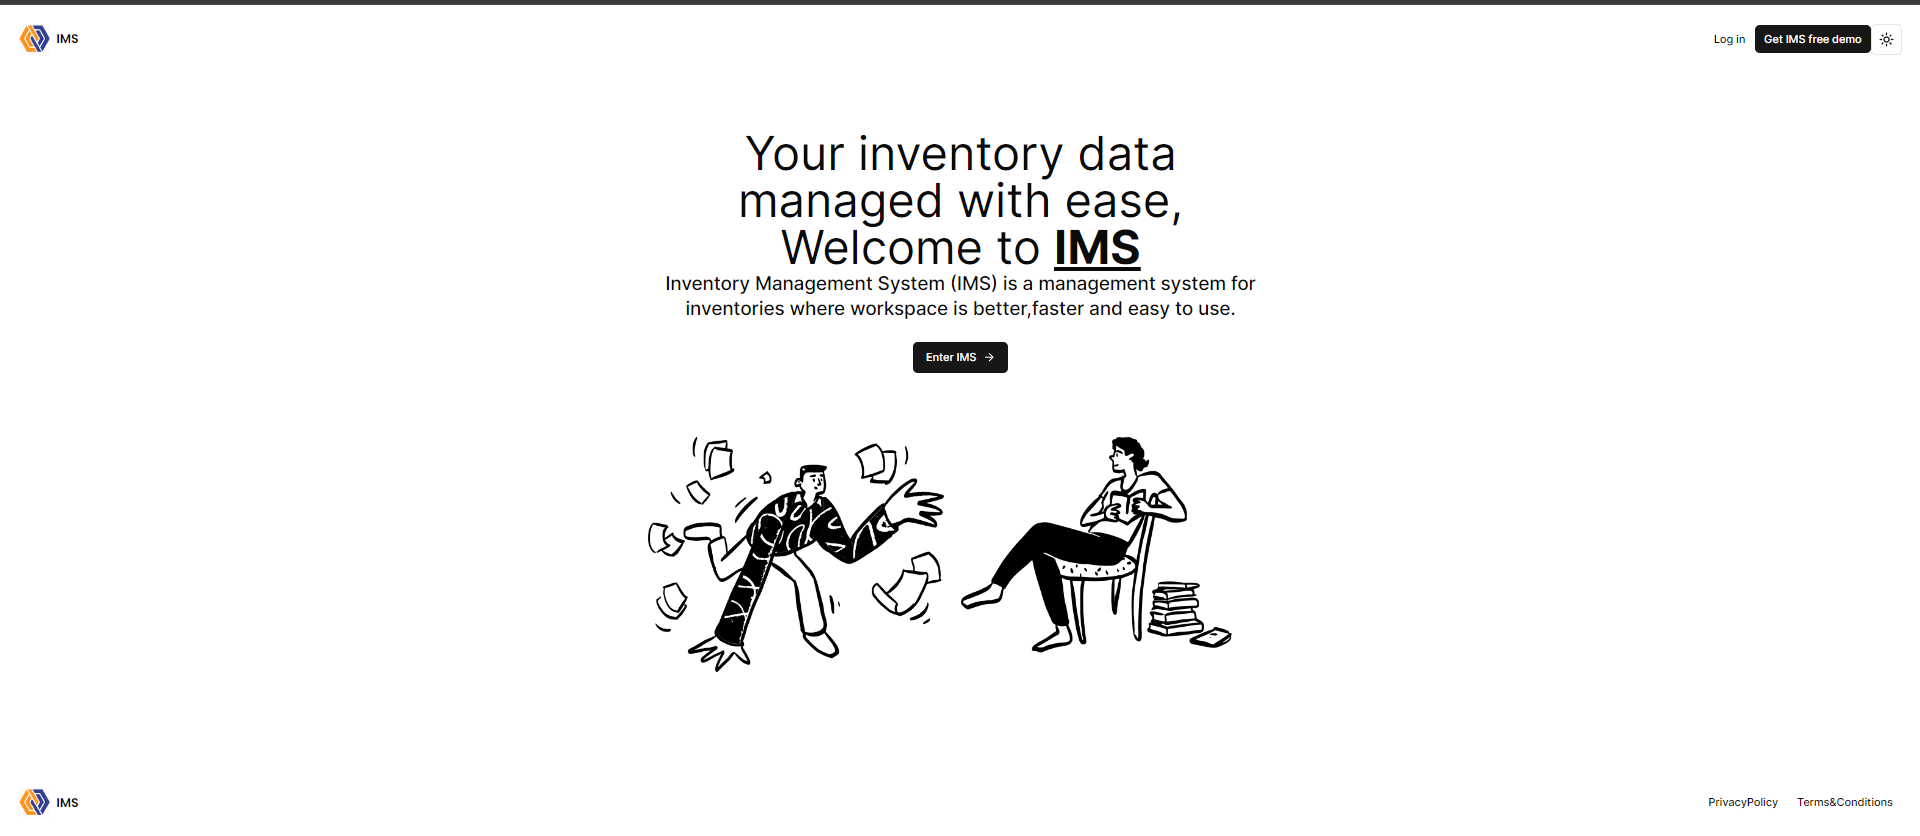 IMS
Log in
Get IMS free demo
Your inventory data
managed with ease,
Welcome to IMS
Inventory Management System (IMS) is a management system for
inventories where workspace is better,faster and easy to use.
Enter IMS
IMS
PrivacyPolicy
Terms&Conditions